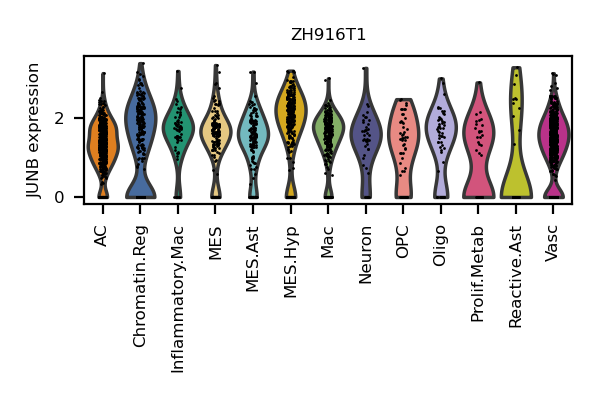 ZH916T1
JUNB expression
2
0
AC
Chromatin.Reg
Inflammatory.Mac
MES
MES.Ast
MES.Hyp
Mac
Neuron
OPC
Oligo
Prolif.Metab
Reactive.Ast
Vasc